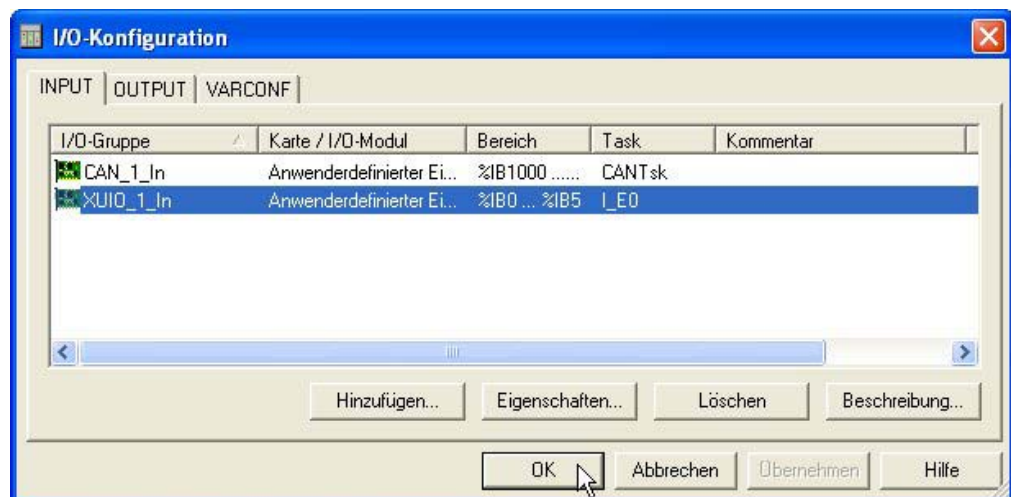 I/O-Konfiguration
INPUT OUTPUT VARCONF
I/O-Gruppe Karte / I/O-Modul Bereich Task Kommentar
CAN_1_In Anwenderdefinierter Ei... %IB1000 ...... CANTsk
XUIO_1_In Anwenderdefinierter Ei... %IB0 ... %IB5 I_E0
Hinzufügen... Eigenschaften... Löschen Beschreibung...
OK Abbrechen Übernehmen Hilfe